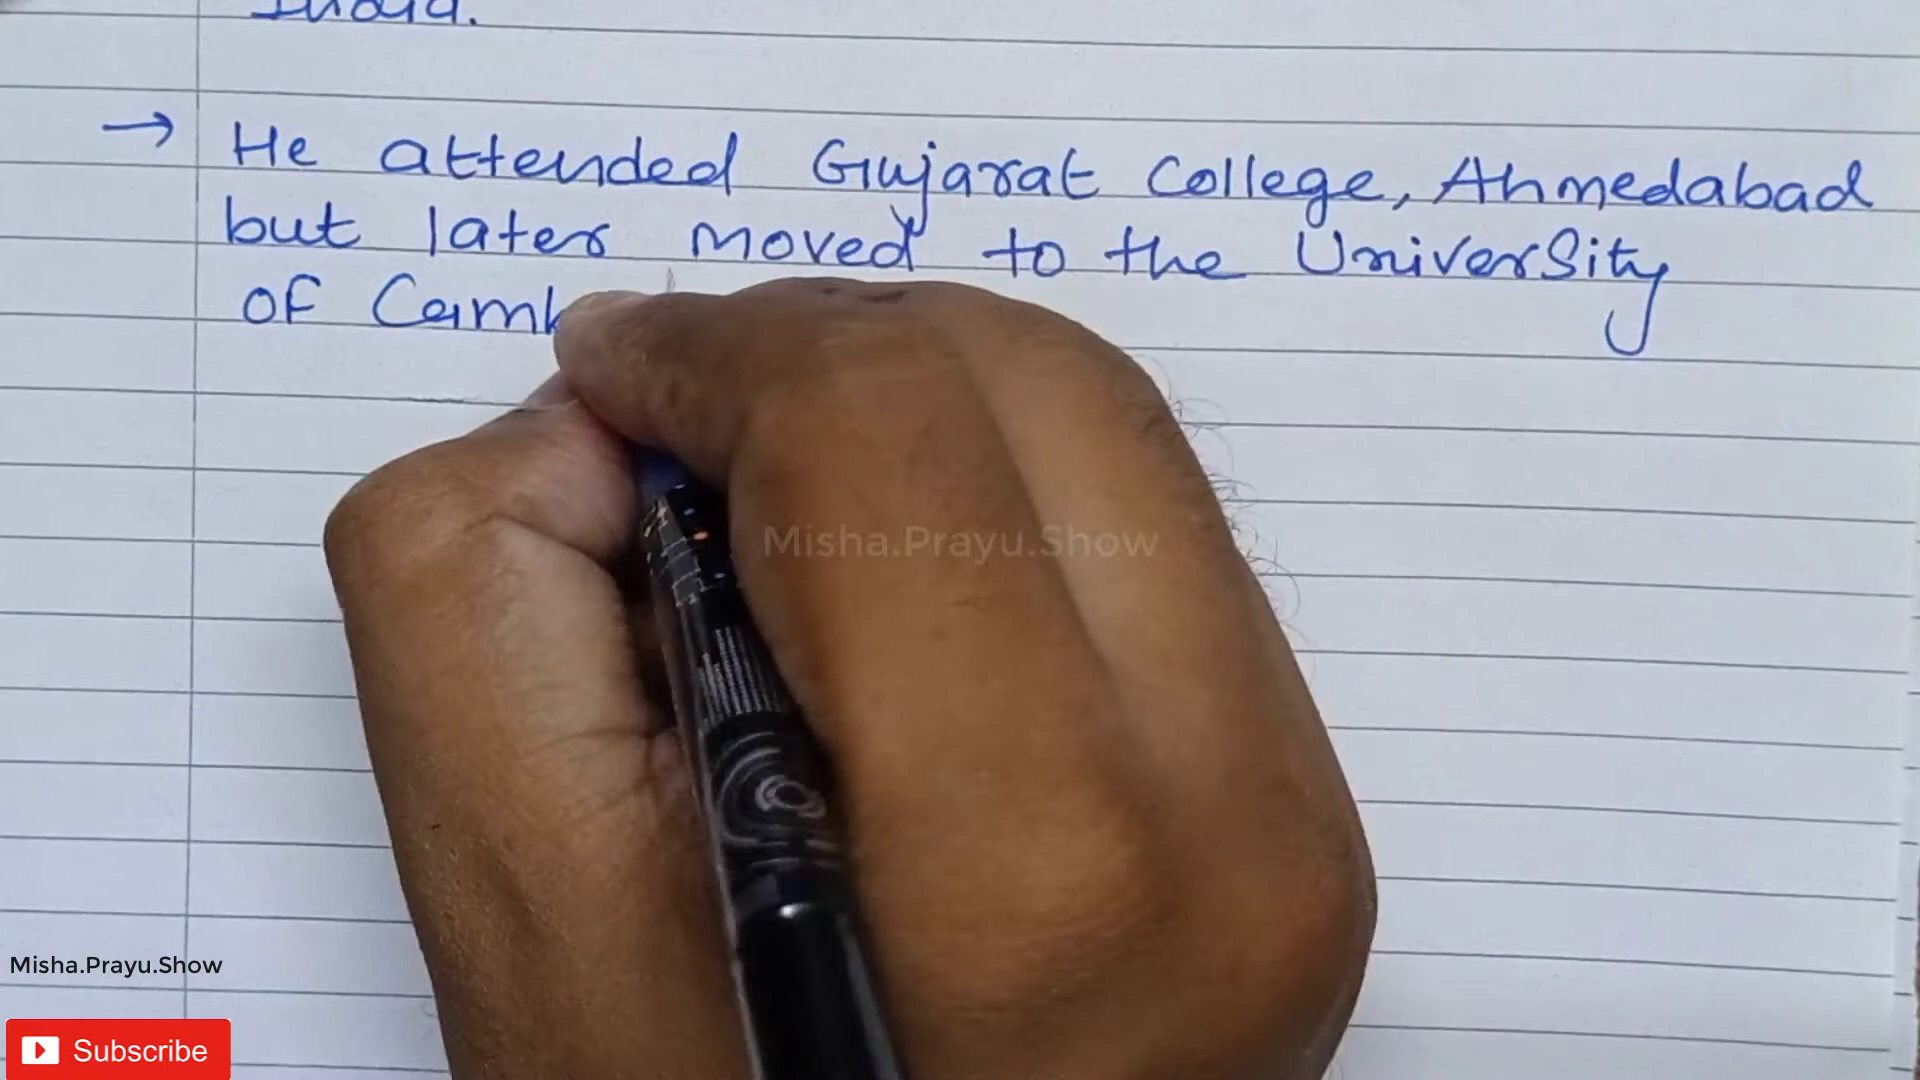 India.
→ He attended Gujarat College, Ahmedabad
but later moved to the University
of Camb
Misha.Prayu.Show
Misha.Prayu.Show
Subscribe